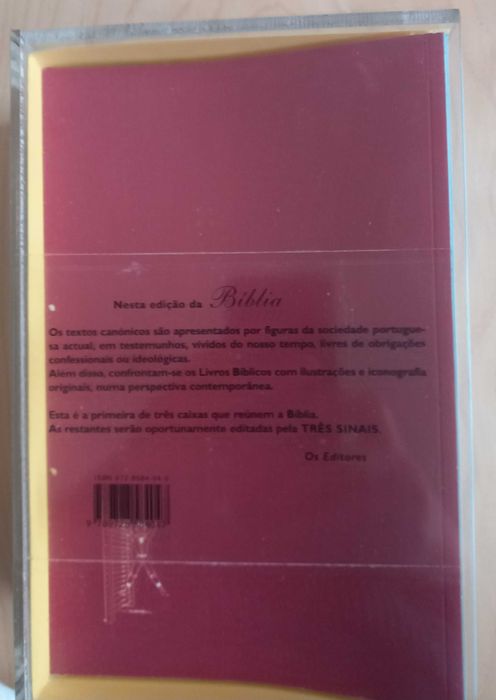 Nesta edição da Bíblia
Os textos canónicos são apresentados por figuras da sociedade portugue-
sa actual, em testemunhos, vividos do nosso tempo, livres de obrigações
confessionais ou ideológicas.
Além disso, confrontam-se os Livros Bíblicos com ilustrações e iconografia
originais, numa perspectiva contemporânea.
Esta é a primeira de três caixas que reúnem a Bíblia.
As restantes serão oportunamente editadas pela TRÊS SINAIS.
Os Editores
ISBN